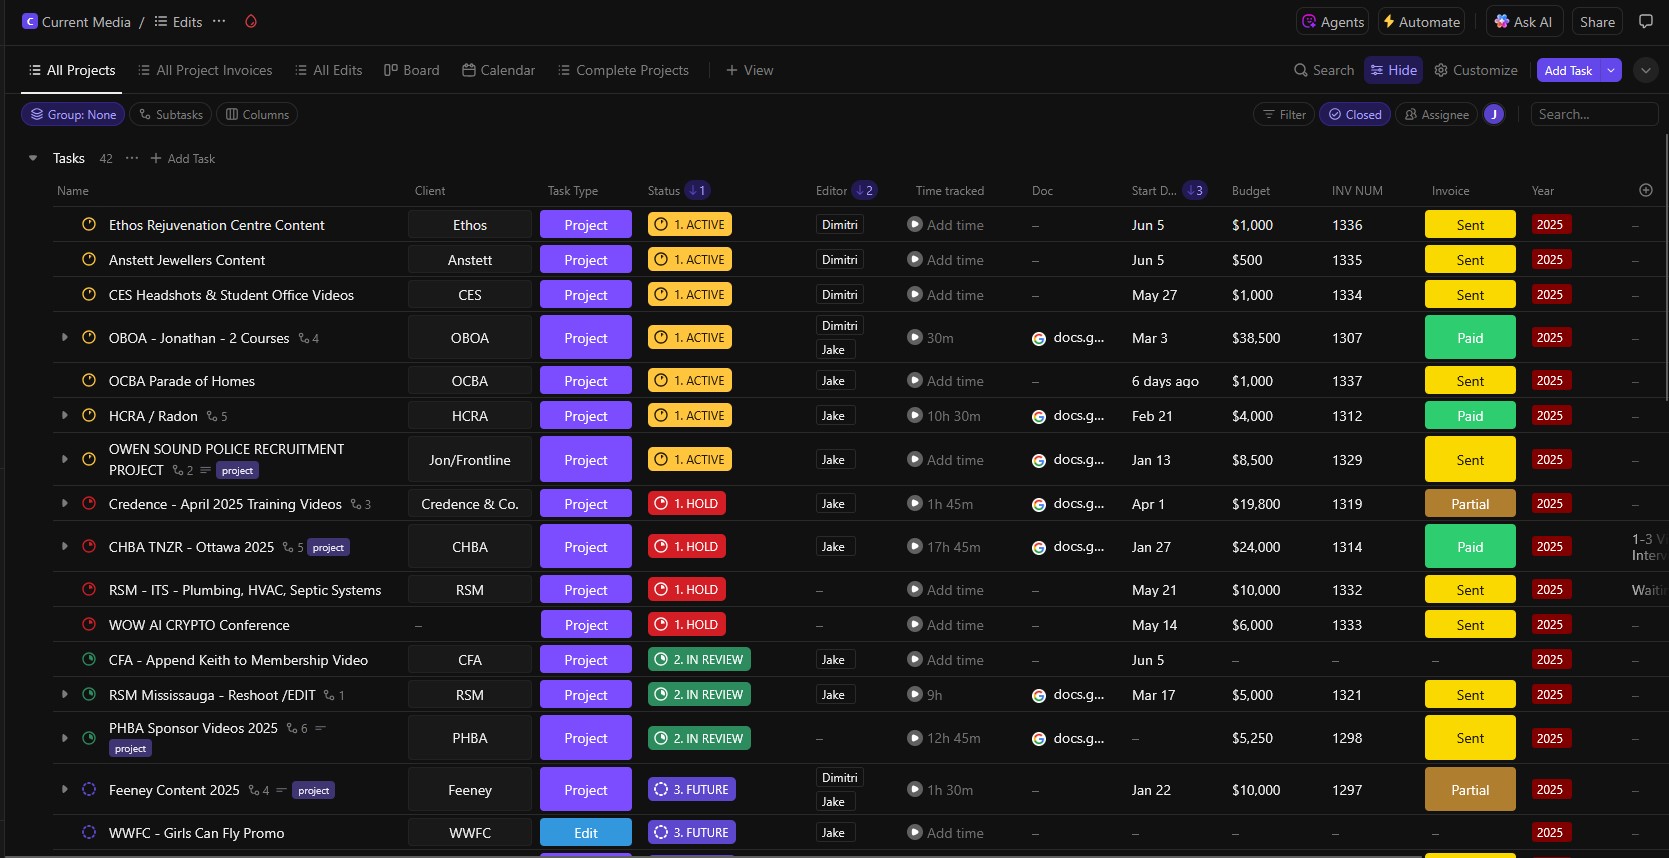 C Current Media / Edits ··· Agents Automate Ask AI Share
All Projects All Project Invoices All Edits Board Calendar Complete Projects + View Search Hide Customize Add Task
Group: None Subtasks Columns Filter Closed Assignee J Search...
Tasks 42 ··· + Add Task
Name Client Task Type Status ↓1 Editor ↓2 Time tracked Doc Start D... ↓3 Budget INV NUM Invoice Year
Ethos Rejuvenation Centre Content Ethos Project 1. ACTIVE Dimitri Add time – Jun 5 $1,000 1336 Sent 2025 –
Anstett Jewellers Content Anstett Project 1. ACTIVE Dimitri Add time – Jun 5 $500 1335 Sent 2025 –
CES Headshots & Student Office Videos CES Project 1. ACTIVE Dimitri Add time – May 27 $1,000 1334 Sent 2025 –
OBOA - Jonathan - 2 Courses 4 OBOA Project 1. ACTIVE Dimitri Jake 30m docs.g... Mar 3 $38,500 1307 Paid 2025 –
OCBA Parade of Homes OCBA Project 1. ACTIVE Jake Add time – 6 days ago $1,000 1337 Sent 2025 –
HCRA / Radon 5 HCRA Project 1. ACTIVE Jake 10h 30m docs.g... Feb 21 $4,000 1312 Paid 2025 –
OWEN SOUND POLICE RECRUITMENT
PROJECT 2 project Jon/Frontline Project 1. ACTIVE Jake Add time docs.g... Jan 13 $8,500 1329 Sent 2025 –
Credence - April 2025 Training Videos 3 Credence & Co. Project 1. HOLD Jake 1h 45m docs.g... Apr 1 $19,800 1319 Partial 2025 –
CHBA TNZR - Ottawa 2025 5 project CHBA Project 1. HOLD Jake 17h 45m docs.g... Jan 27 $24,000 1314 Paid 2025 1-3
RSM - ITS - Plumbing, HVAC, Septic Systems RSM Project 1. HOLD – Add time – May 21 $10,000 1332 Sent 2025
WOW AI CRYPTO Conference – Project 1. HOLD – Add time – May 14 $6,000 1333 Sent 2025 –
CFA - Append Keith to Membership Video CFA Project 2. IN REVIEW Jake Add time – Jun 5 – – – 2025 –
RSM Mississauga - Reshoot /EDIT 1 RSM Project 2. IN REVIEW Jake 9h docs.g... Mar 17 $5,000 1321 Sent 2025 –
PHBA Sponsor Videos 2025 6
project PHBA Project 2. IN REVIEW – 12h 45m docs.g... – $5,250 1298 Sent 2025 –
Feeney Content 2025 4 project Feeney Project 3. FUTURE Dimitri Jake 1h 30m – Jan 22 $10,000 1297 Partial 2025 –
WWFC - Girls Can Fly Promo WWFC Edit 3. FUTURE Jake Add time – – – – – 2025 –